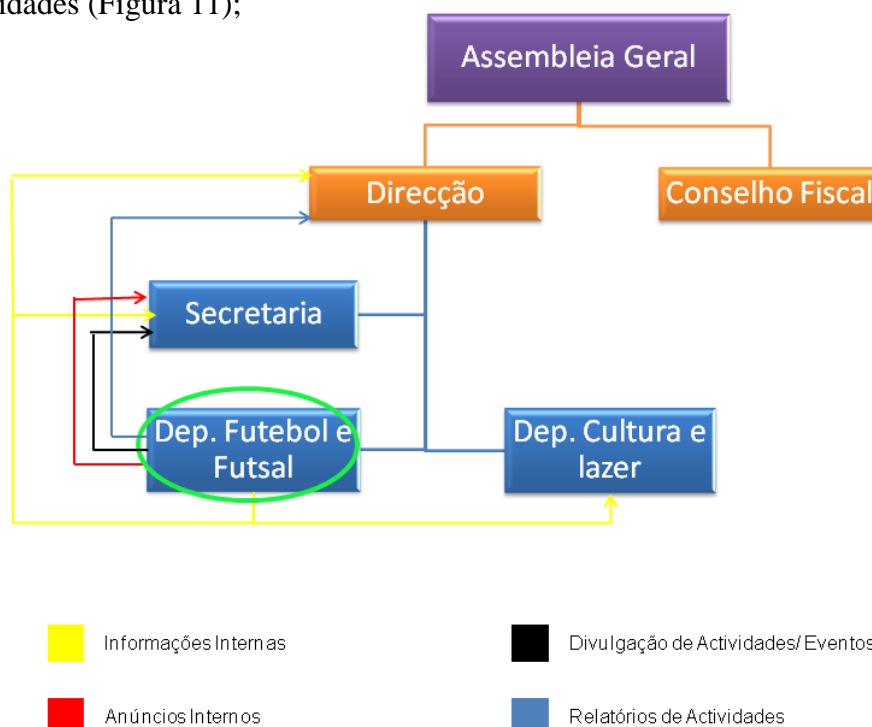 idades (Figura 11);
Assembleia Geral
Direcção
Conselho Fiscal
Secretaria
Dep. Futebol e
Futsal
Dep. Cultura e
lazer
Informações Internas
Divulgação de Actividades/ Eventos
Anúncios Internos
Relatórios de Actividades